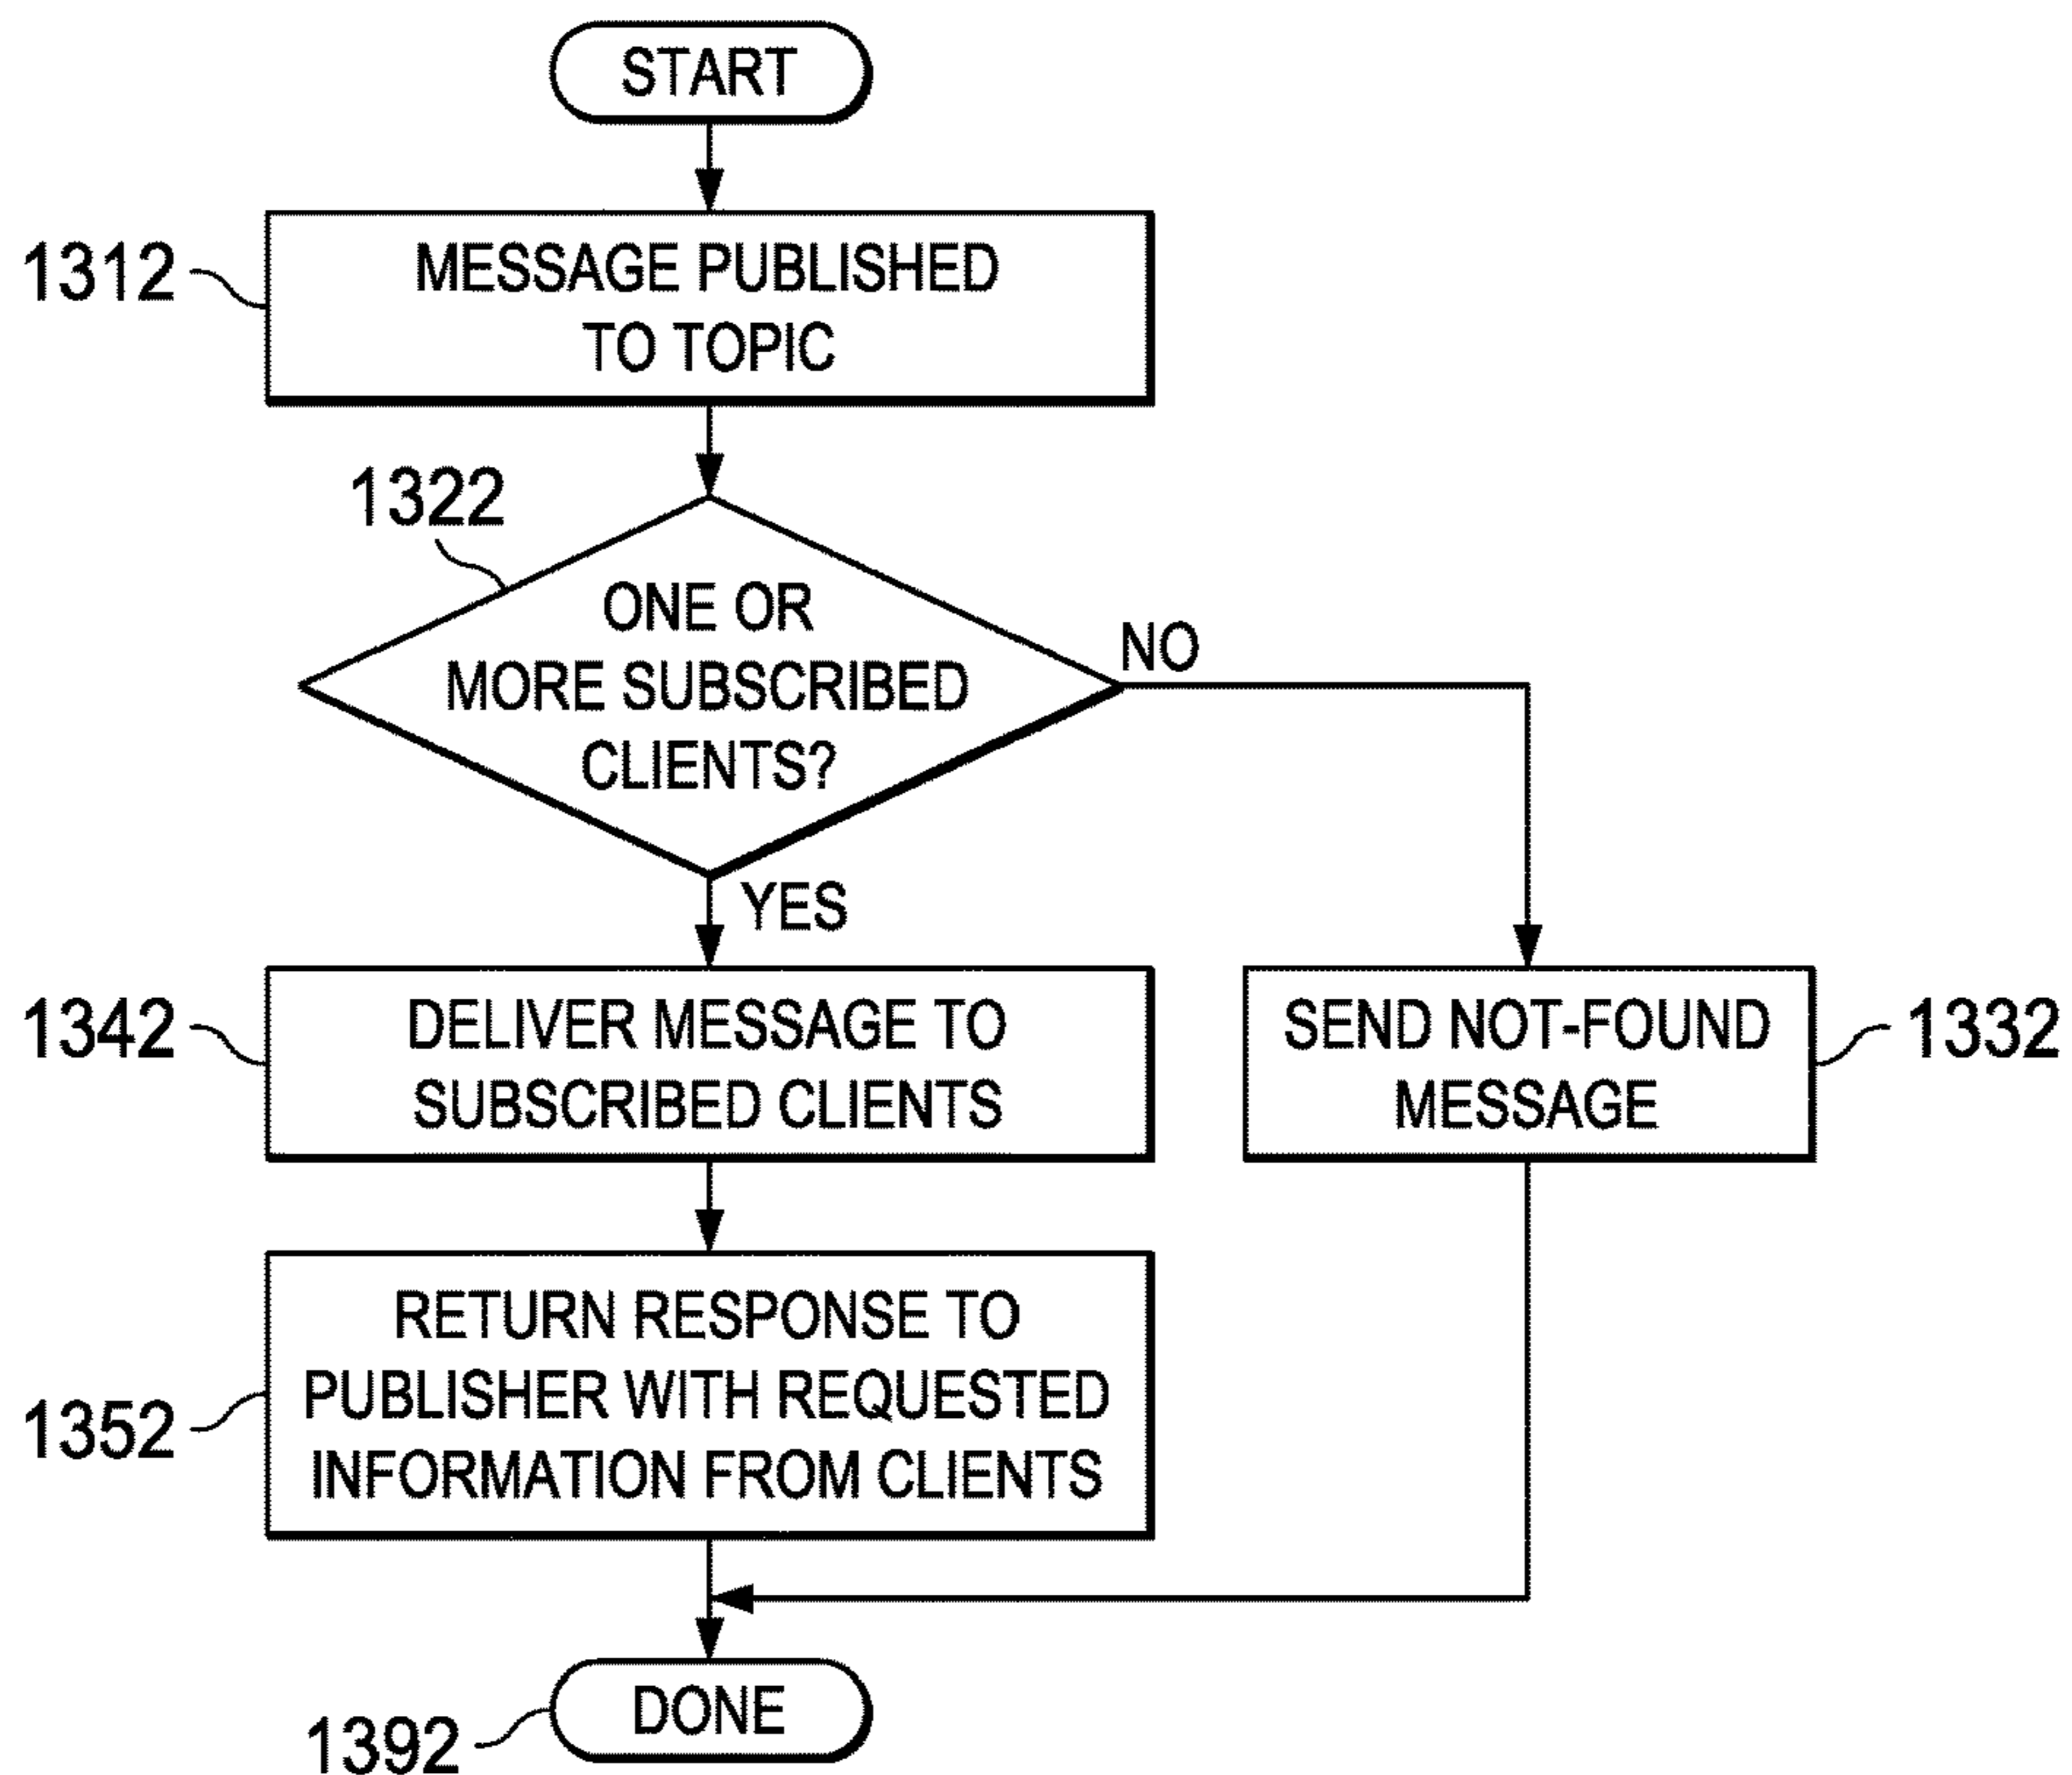 START
1312
MESSAGE PUBLISHED
TO TOPIC
1322
ONE OR
MORE SUBSCRIBED
CLIENTS?
NO
YES
1342
DELIVER MESSAGE TO
SUBSCRIBED CLIENTS
SEND NOT-FOUND
MESSAGE
1332
1352
RETURN RESPONSE TO
PUBLISHER WITH REQUESTED
INFORMATION FROM CLIENTS
DONE
1392